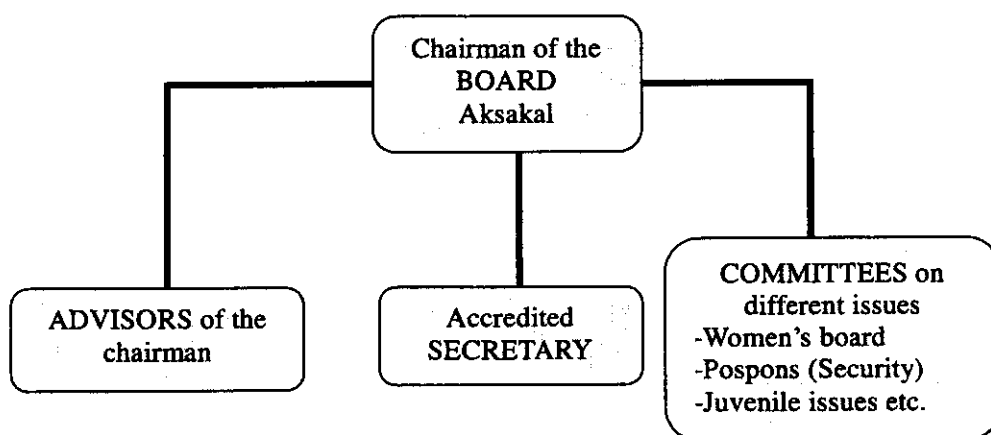 Chairman of the
BOARD
Aksakal
ADVISORS of the
chairman
Accredited
SECRETARY
COMMITTEES on
different issues
-Women's board
-Pospons (Security)
-Juvenile issues etc.